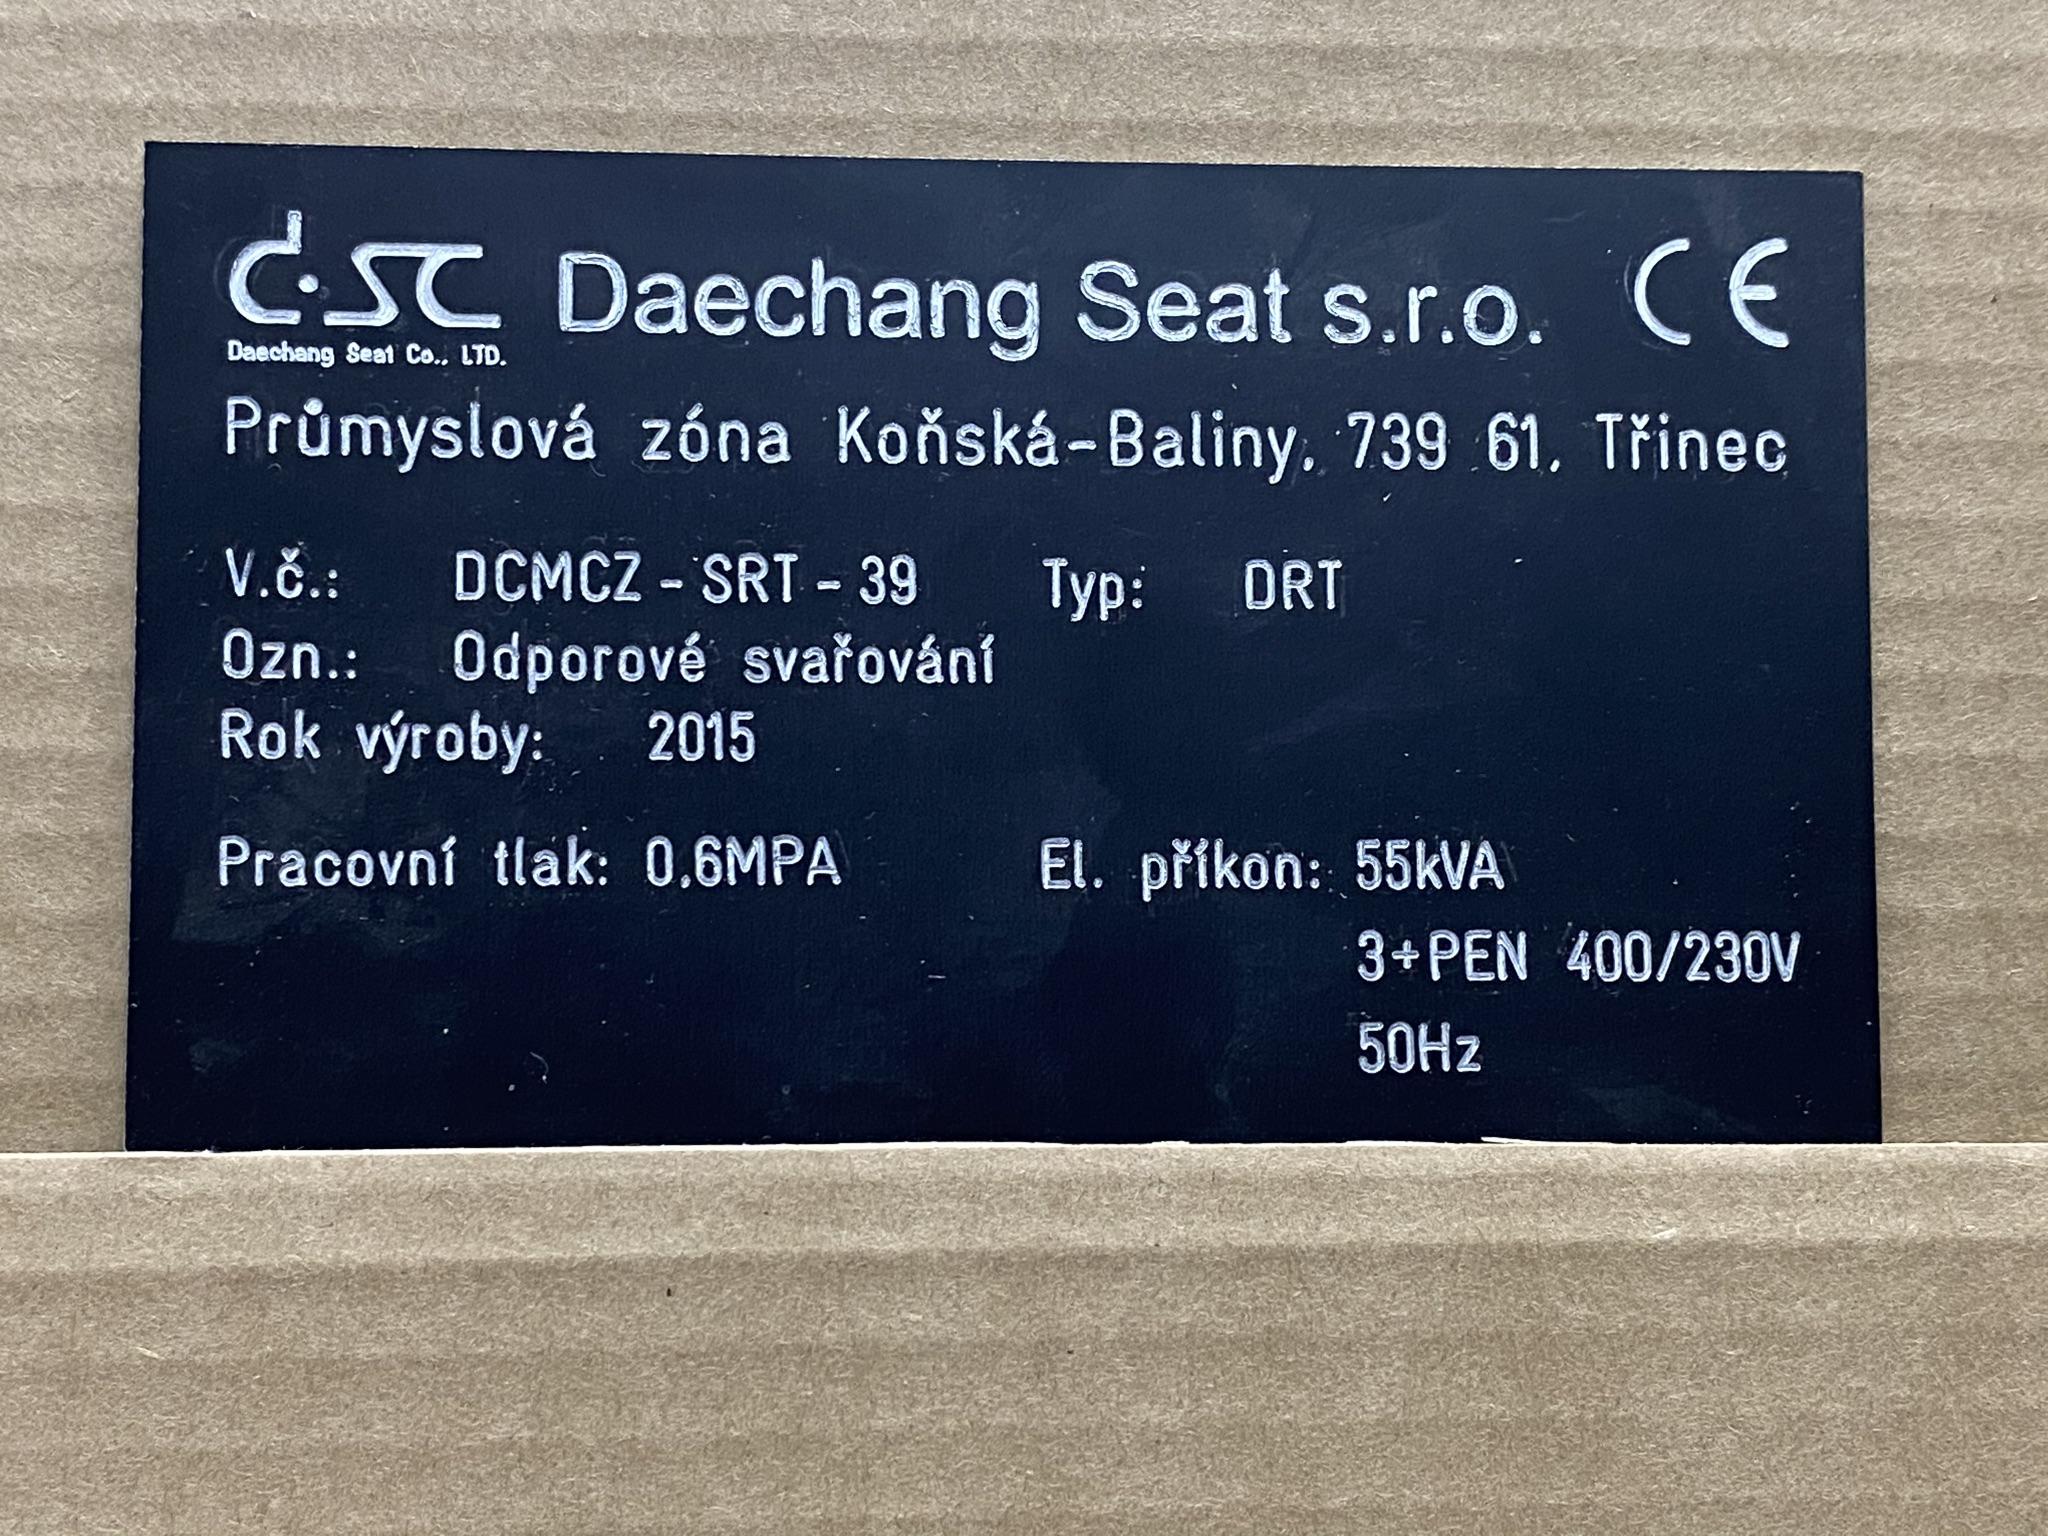 d.sc Daechang Seat s.r.o. CE
Daechang Seat Co., LTD.
Průmyslová zóna Koňská-Baliny, 739 61, Třinec
V.č.: DCMCZ - SRT - 39 Typ: DRT
Ozn.: Odporové svařování
Rok výroby: 2015
Pracovní tlak: 0,6MPA El. příkon: 55kVA
3+PEN 400/230V
50Hz